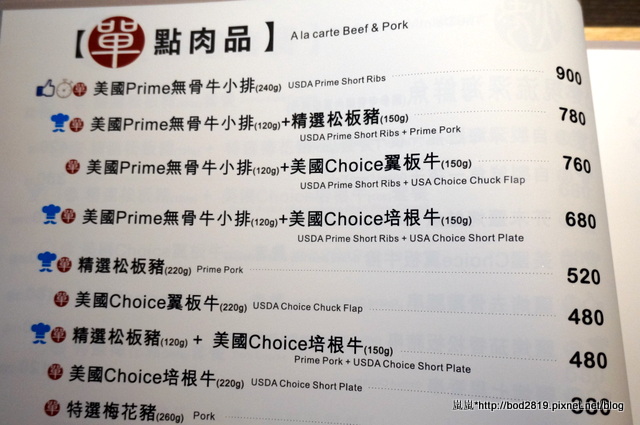 【單點肉品】 A la carte Beef & Pork
單 美國Prime無骨牛小排(240g) USDA Prime Short Ribs 900
單 美國Prime無骨牛小排(120g)+精選松板豬(150g) 780
USDA Prime Short Ribs + Prime Pork
單 美國Prime無骨牛小排(120g)+美國Choice翼板牛(150g) 760
USDA Prime Short Ribs + USA Choice Chuck Flap
單 美國Prime無骨牛小排(120g)+美國Choice培根牛(150g) 680
USDA Prime Short Ribs + USA Choice Short Plate
單 精選松板豬(220g) Prime Pork 520
單 美國Choice翼板牛(220g) USDA Choice Chuck Flap 480
單 精選松板豬(120g) + 美國Choice培根牛(150g) 480
Prime Pork + USDA Choice Short Plate
單 美國Choice培根牛(220g) USDA Choice Short Plate
單 特選梅花豬(260g) Pork
嵐嵐*http://bod2819.pixnet.net/blog